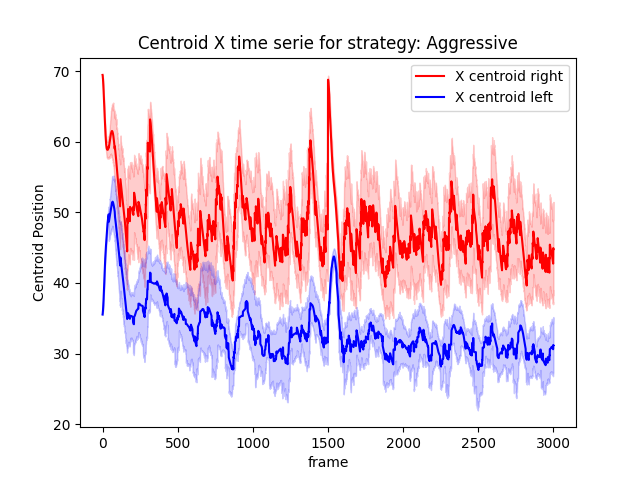 Centroid X time serie for strategy: Aggressive
X centroid right
X centroid left
Centroid Position
70
60
50
40
30
20
0 500 1000 1500 2000 2500 3000
frame